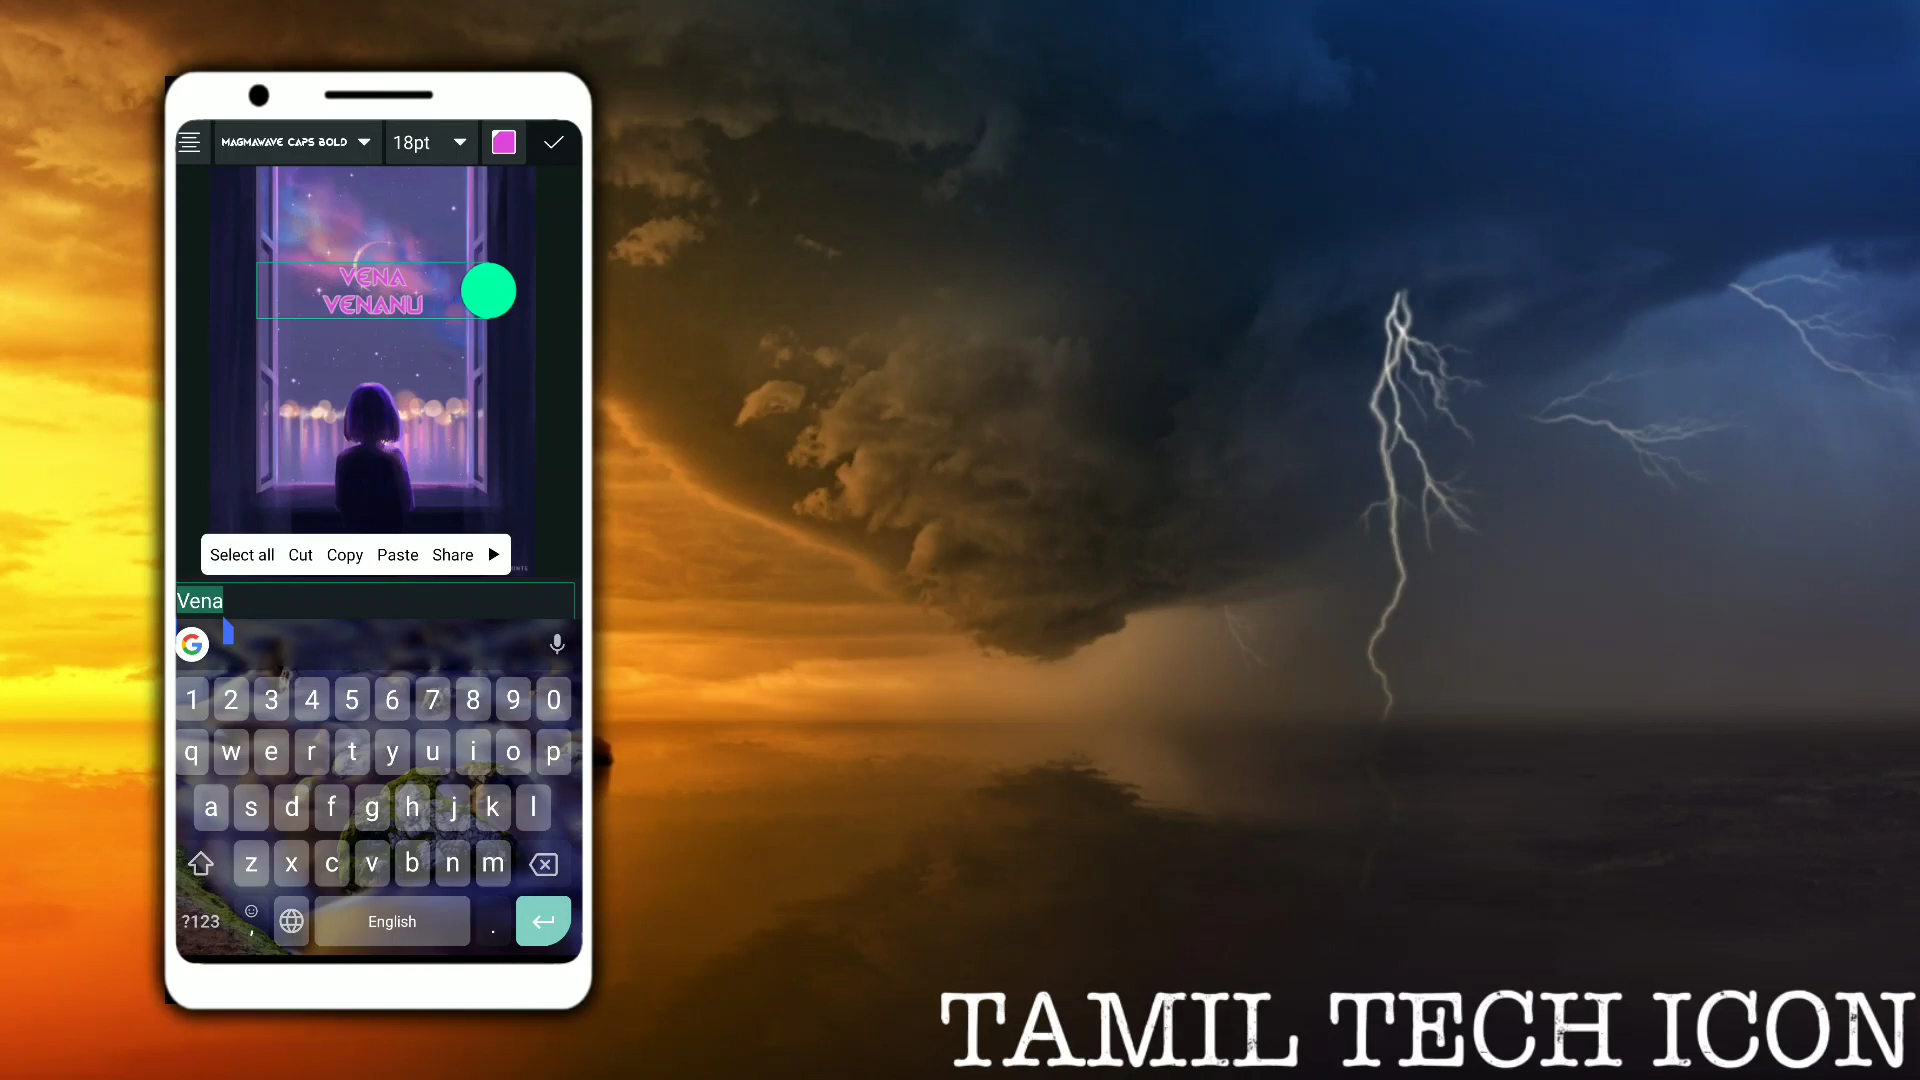 MAGMAWAVE CAPS BOLD 18pt
VENA
VENANU
Select all Cut Copy Paste Share
Vena
G
1 2 3 4 5 6 7 8 9 0
q w e r t y u i o p
a s d f g h j k l
z x c v b n m
?123 , English .
TAMIL TECH ICON